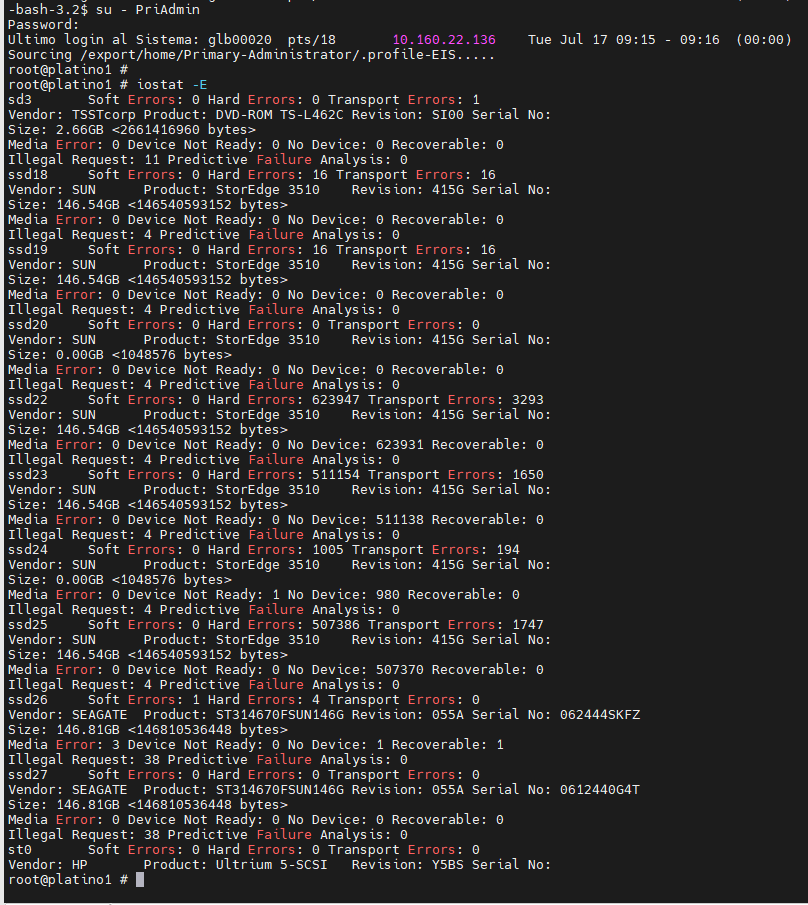 -bash-3.2$ su - PriAdmin
Password:
Ultimo login al Sistema: glb00020  pts/18       10.160.22.136    Tue Jul 17 09:15 - 09:16  (00:00)
Sourcing /export/home/Primary-Administrator/.profile-EIS.....
root@platino1 #
root@platino1 # iostat -E
sd3       Soft Errors: 0 Hard Errors: 0 Transport Errors: 1
Vendor: TSSTcorp Product: DVD-ROM TS-L462C Revision: SI00 Serial No:
Size: 2.66GB <2661416960 bytes>
Media Error: 0 Device Not Ready: 0 No Device: 0 Recoverable: 0
Illegal Request: 11 Predictive Failure Analysis: 0
ssd18     Soft Errors: 0 Hard Errors: 16 Transport Errors: 16
Vendor: SUN      Product: StorEdge 3510    Revision: 415G Serial No:
Size: 146.54GB <146540593152 bytes>
Media Error: 0 Device Not Ready: 0 No Device: 0 Recoverable: 0
Illegal Request: 4 Predictive Failure Analysis: 0
ssd19     Soft Errors: 0 Hard Errors: 16 Transport Errors: 16
Vendor: SUN      Product: StorEdge 3510    Revision: 415G Serial No:
Size: 146.54GB <146540593152 bytes>
Media Error: 0 Device Not Ready: 0 No Device: 0 Recoverable: 0
Illegal Request: 4 Predictive Failure Analysis: 0
ssd20     Soft Errors: 0 Hard Errors: 0 Transport Errors: 0
Vendor: SUN      Product: StorEdge 3510    Revision: 415G Serial No:
Size: 0.00GB <1048576 bytes>
Media Error: 0 Device Not Ready: 0 No Device: 0 Recoverable: 0
Illegal Request: 4 Predictive Failure Analysis: 0
ssd22     Soft Errors: 0 Hard Errors: 623947 Transport Errors: 3293
Vendor: SUN      Product: StorEdge 3510    Revision: 415G Serial No:
Size: 146.54GB <146540593152 bytes>
Media Error: 0 Device Not Ready: 0 No Device: 623931 Recoverable: 0
Illegal Request: 4 Predictive Failure Analysis: 0
ssd23     Soft Errors: 0 Hard Errors: 511154 Transport Errors: 1650
Vendor: SUN      Product: StorEdge 3510    Revision: 415G Serial No:
Size: 146.54GB <146540593152 bytes>
Media Error: 0 Device Not Ready: 0 No Device: 511138 Recoverable: 0
Illegal Request: 4 Predictive Failure Analysis: 0
ssd24     Soft Errors: 0 Hard Errors: 1005 Transport Errors: 194
Vendor: SUN      Product: StorEdge 3510    Revision: 415G Serial No:
Size: 0.00GB <1048576 bytes>
Media Error: 0 Device Not Ready: 1 No Device: 980 Recoverable: 0
Illegal Request: 4 Predictive Failure Analysis: 0
ssd25     Soft Errors: 0 Hard Errors: 507386 Transport Errors: 1747
Vendor: SUN      Product: StorEdge 3510    Revision: 415G Serial No:
Size: 146.54GB <146540593152 bytes>
Media Error: 0 Device Not Ready: 0 No Device: 507370 Recoverable: 0
Illegal Request: 4 Predictive Failure Analysis: 0
ssd26     Soft Errors: 1 Hard Errors: 4 Transport Errors: 0
Vendor: SEAGATE  Product: ST314670FSUN146G Revision: 055A Serial No: 062444SKFZ
Size: 146.81GB <146810536448 bytes>
Media Error: 3 Device Not Ready: 0 No Device: 1 Recoverable: 1
Illegal Request: 38 Predictive Failure Analysis: 0
ssd27     Soft Errors: 0 Hard Errors: 0 Transport Errors: 0
Vendor: SEAGATE  Product: ST314670FSUN146G Revision: 055A Serial No: 0612440G4T
Size: 146.81GB <146810536448 bytes>
Media Error: 0 Device Not Ready: 0 No Device: 0 Recoverable: 0
Illegal Request: 38 Predictive Failure Analysis: 0
st0       Soft Errors: 0 Hard Errors: 0 Transport Errors: 0
Vendor: HP       Product: Ultrium 5-SCSI   Revision: Y5BS Serial No:
root@platino1 #